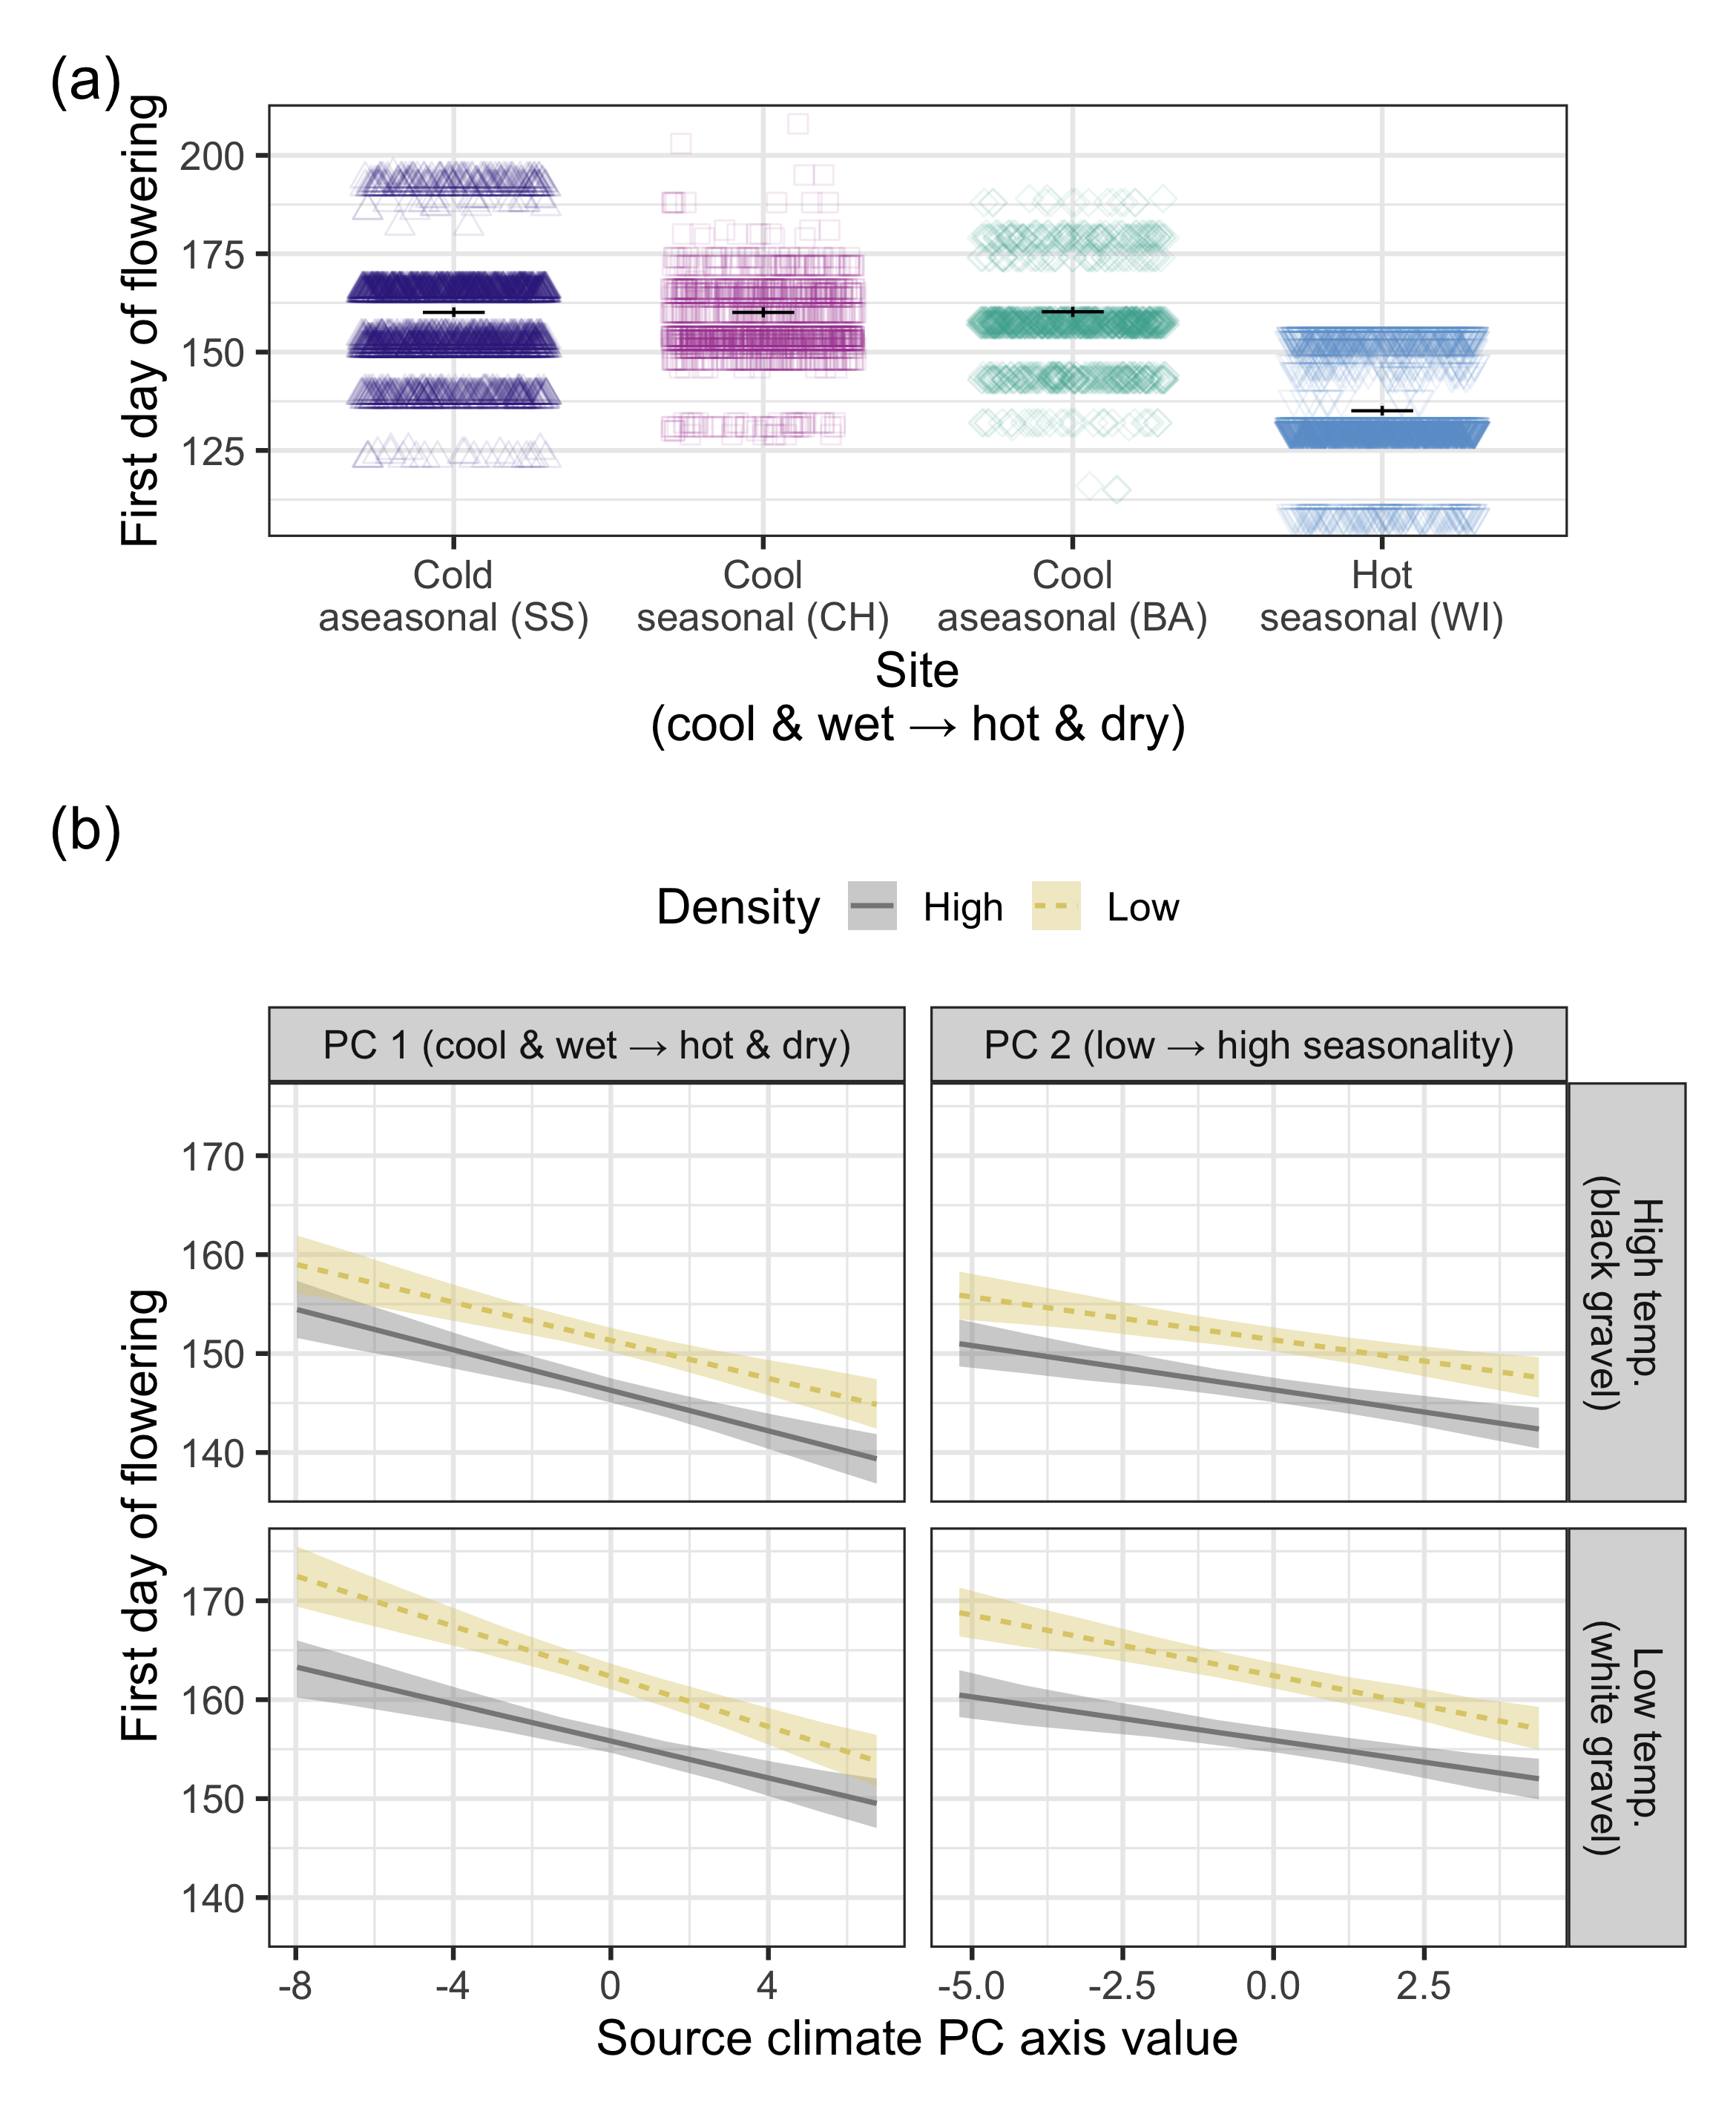 (a)
First day of flowering
200
175
150
125
Cold
aseasonal (SS)
Cool
seasonal (CH)
Cool
aseasonal (BA)
Hot
seasonal (WI)
Site
(cool & wet → hot & dry)
(b)
Density High Low
PC 1 (cool & wet → hot & dry)
PC 2 (low → high seasonality)
First day of flowering
170
160
150
140
High temp.
(black gravel)
170
160
150
140
Low temp.
(white gravel)
-8 -4 0 4
-5.0 -2.5 0.0 2.5
Source climate PC axis value